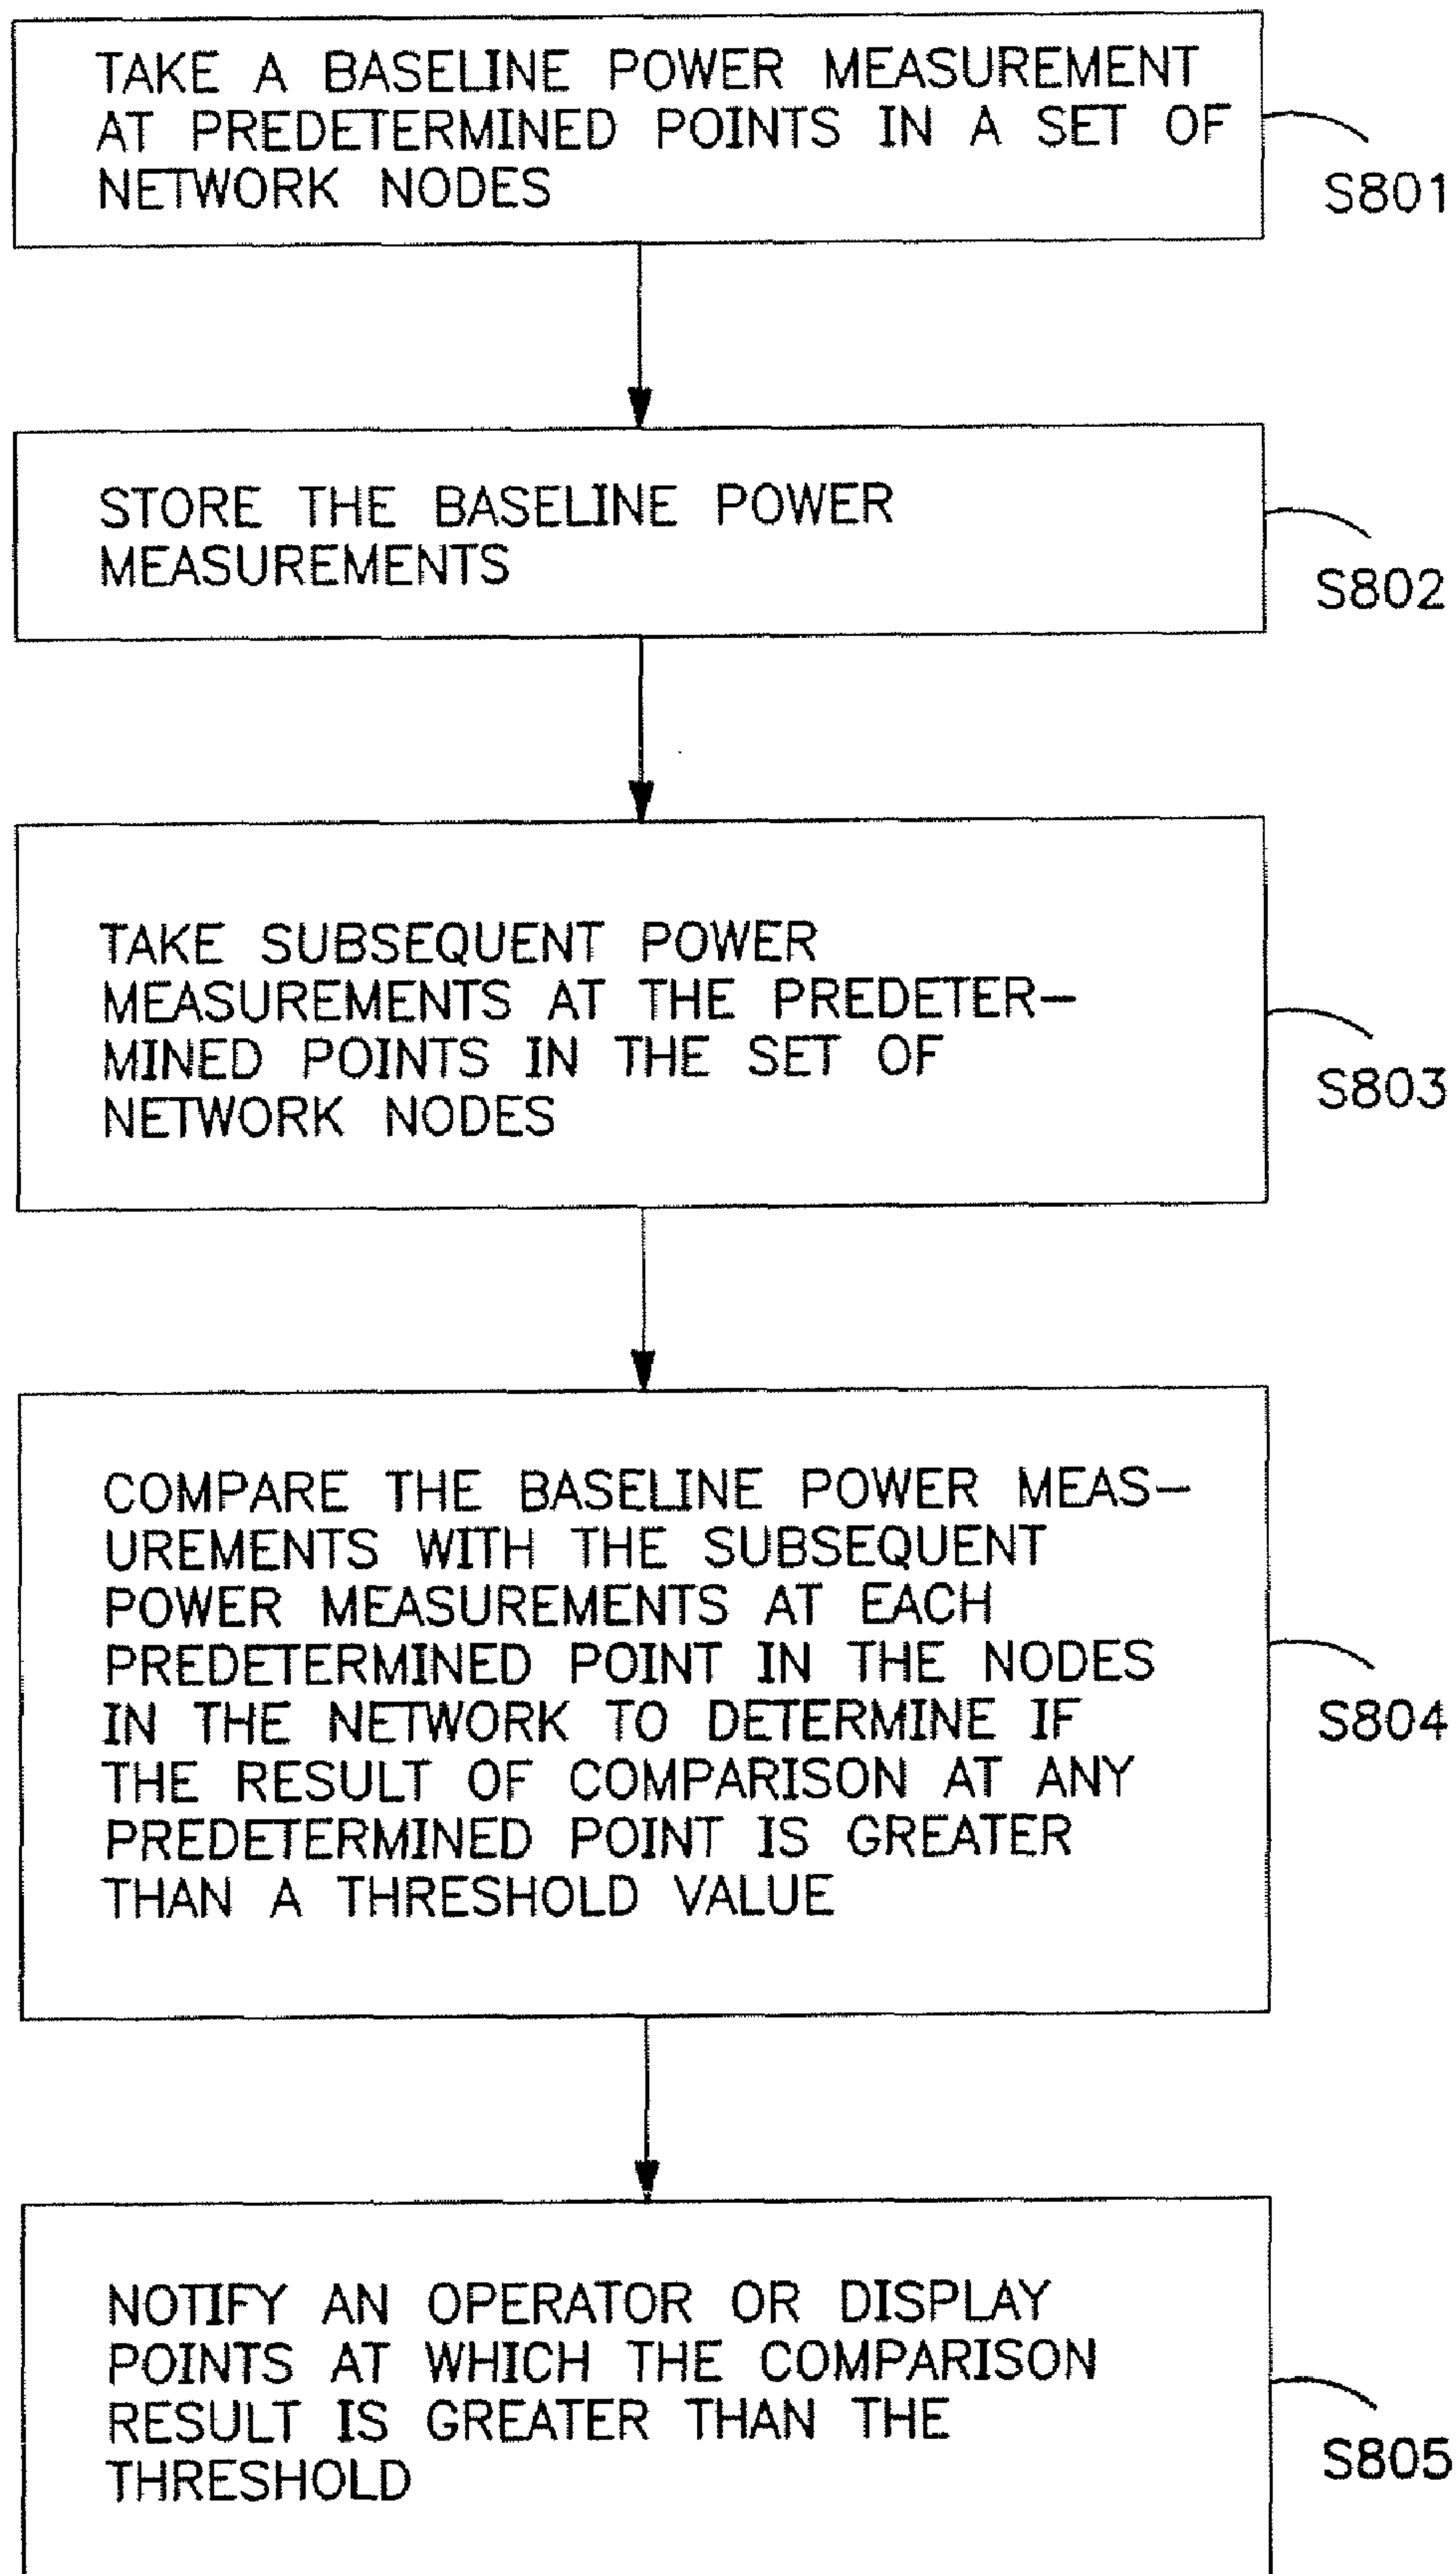 TAKE A BASELINE POWER MEASUREMENT
AT PREDETERMINED POINTS IN A SET OF
NETWORK NODES
S801
STORE THE BASELINE POWER
MEASUREMENTS
S802
TAKE SUBSEQUENT POWER
MEASUREMENTS AT THE PREDETER-
MINED POINTS IN THE SET OF
NETWORK NODES
S803
COMPARE THE BASELINE POWER MEAS-
UREMENTS WITH THE SUBSEQUENT
POWER MEASUREMENTS AT EACH
PREDETERMINED POINT IN THE NODES
IN THE NETWORK TO DETERMINE IF
THE RESULT OF COMPARISON AT ANY
PREDETERMINED POINT IS GREATER
THAN A THRESHOLD VALUE
S804
NOTIFY AN OPERATOR OR DISPLAY
POINTS AT WHICH THE COMPARISON
RESULT IS GREATER THAN THE
THRESHOLD
S805